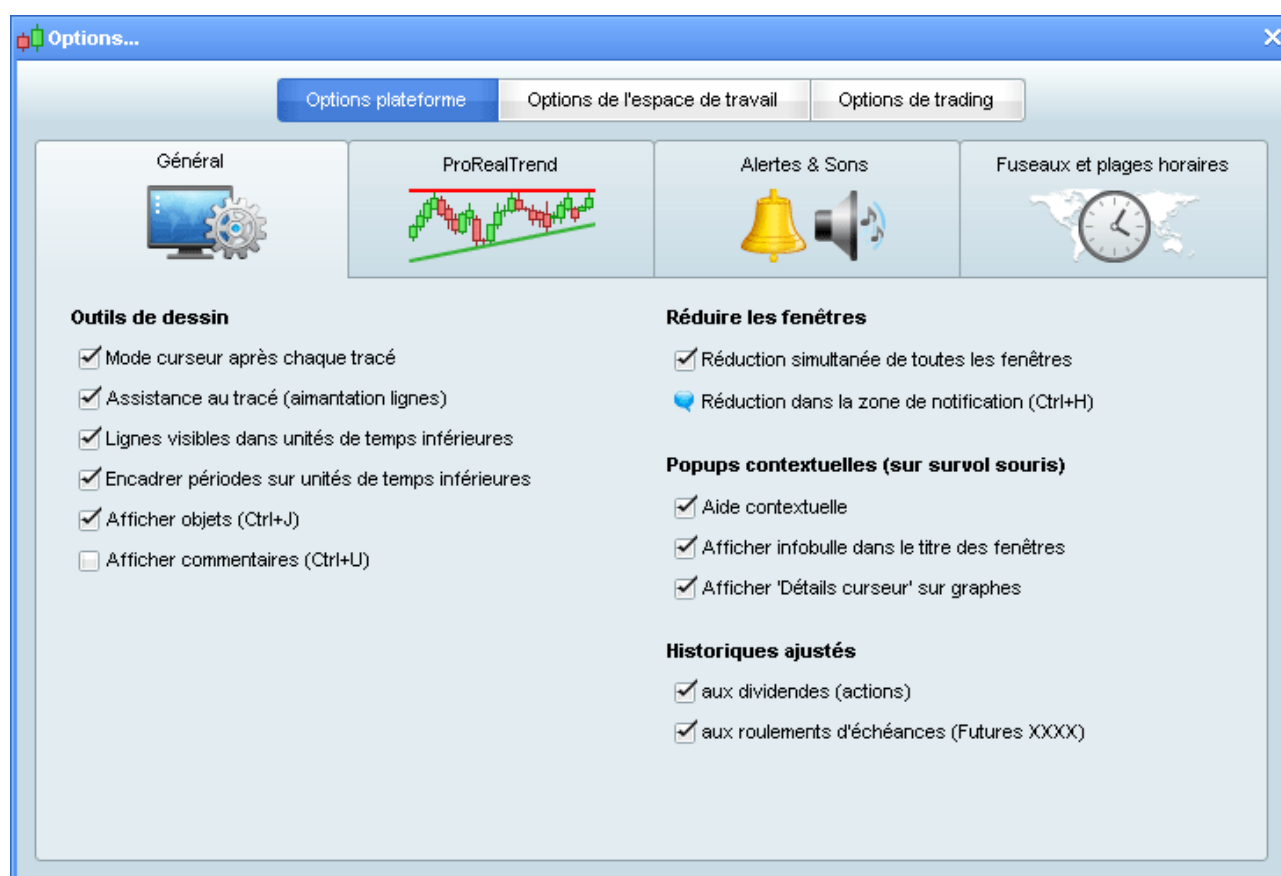 Options...
Options plateforme
Options de l'espace de travail
Options de trading
Général
ProRealTrend
Alertes & Sons
Fuseaux et plages horaires
Outils de dessin
Mode curseur après chaque tracé
Assistance au tracé (aimantation lignes)
Lignes visibles dans unités de temps inférieures
Encadrer périodes sur unités de temps inférieures
Afficher objets (Ctrl+J)
Afficher commentaires (Ctrl+U)
Réduire les fenêtres
Réduction simultanée de toutes les fenêtres
Réduction dans la zone de notification (Ctrl+H)
Popups contextuelles (sur survol souris)
Aide contextuelle
Afficher infobulle dans le titre des fenêtres
Afficher 'Détails curseur' sur graphes
Historiques ajustés
aux dividendes (actions)
aux roulements d'échéances (Futures XXXX)